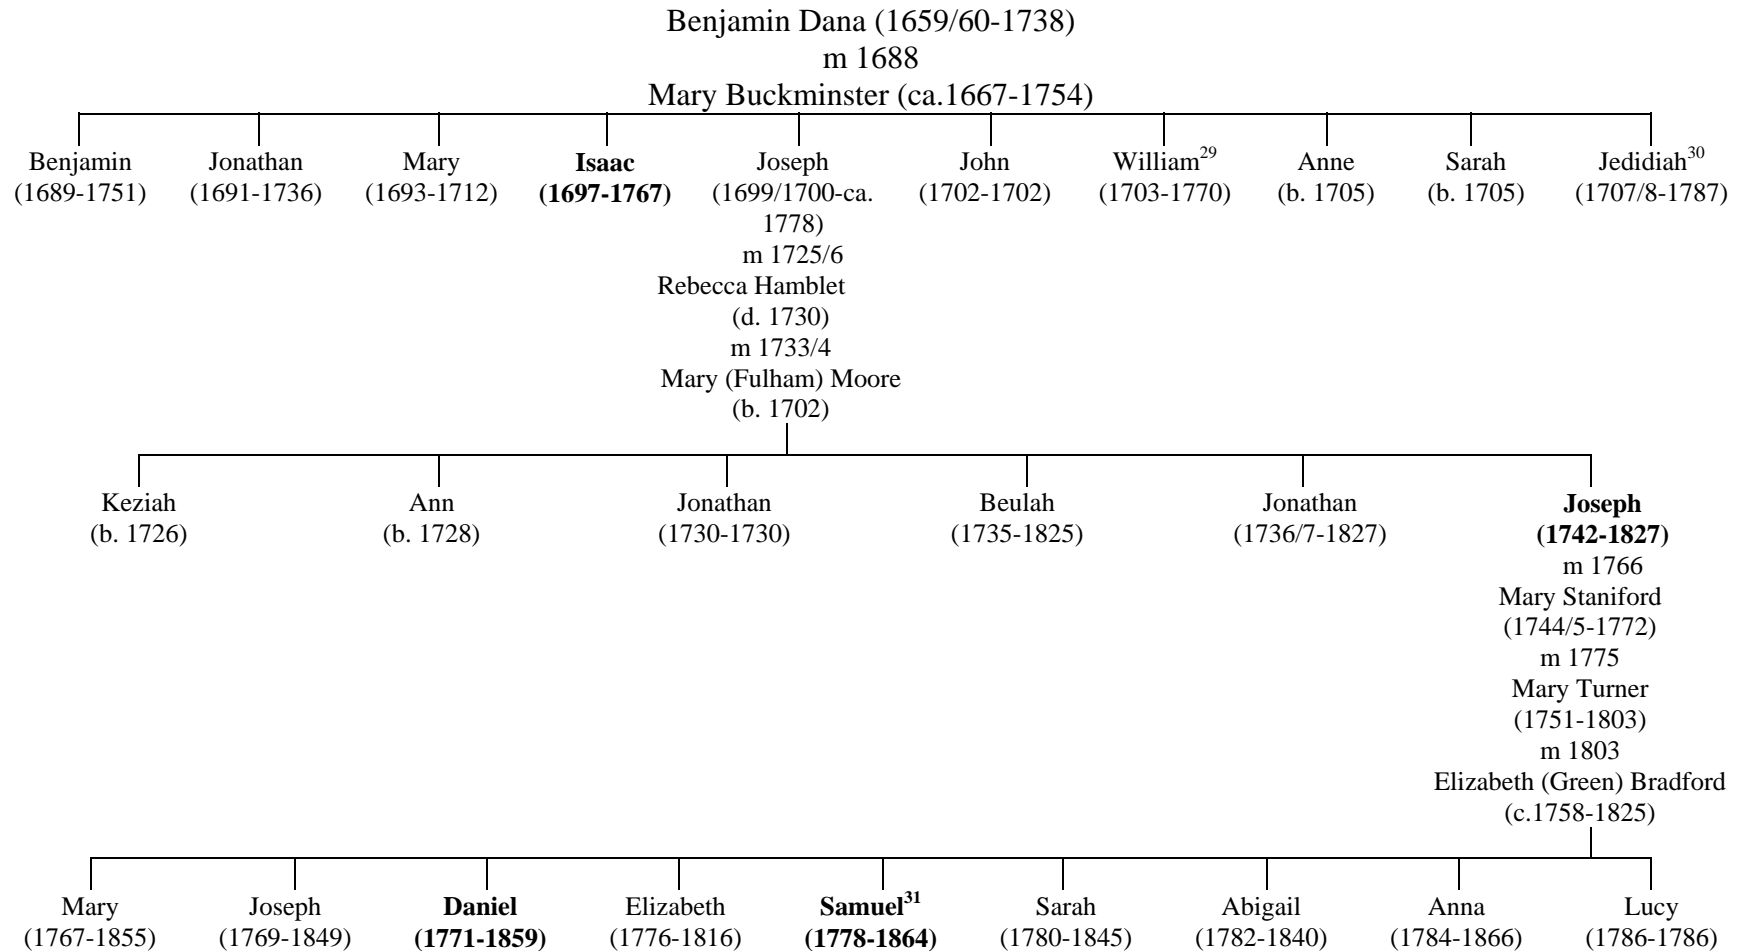 Benjamin Dana (1659/60-1738)
m 1688
Mary Buckminster (ca.1667-1754)
Benjamin Jonathan Mary Isaac Joseph John William29 Anne Sarah Jedidiah30
(1689-1751) (1691-1736) (1693-1712) (1697-1767) (1699/1700-ca. (1702-1702) (1703-1770) (b. 1705) (b. 1705) (1707/8-1787)
1778)
m 1725/6
Rebecca Hamblet
(d. 1730)
m 1733/4
Mary (Fulham) Moore
(b. 1702)
Keziah Ann Jonathan Beulah Jonathan Joseph
(b. 1726) (b. 1728) (1730-1730) (1735-1825) (1736/7-1827) (1742-1827)
m 1766
Mary Staniford
(1744/5-1772)
m 1775
Mary Turner
(1751-1803)
m 1803
Elizabeth (Green) Bradford
(c.1758-1825)
Mary Joseph Daniel Elizabeth Samuel31 Sarah Abigail Anna Lucy
(1767-1855) (1769-1849) (1771-1859) (1776-1816) (1778-1864) (1780-1845) (1782-1840) (1784-1866) (1786-1786)